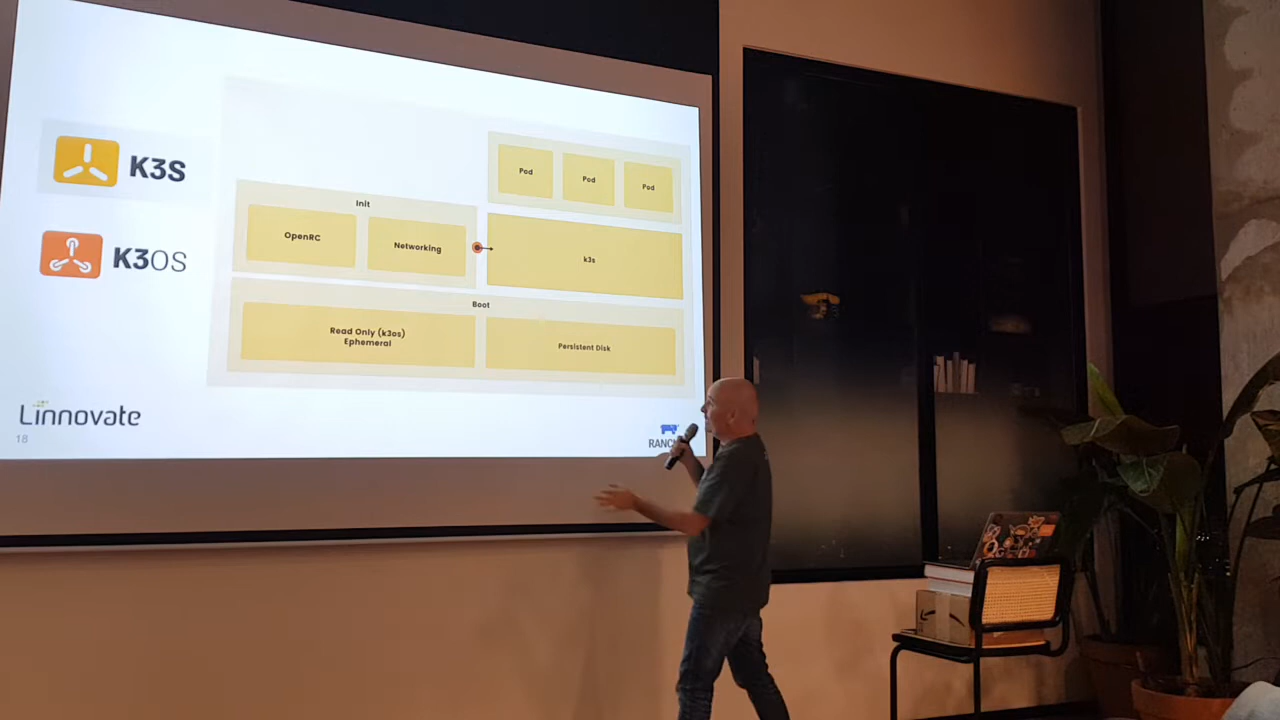 K3S
K3OS
Pod
Pod
Pod
Init
OpenRC
Networking
k3s
Boot
Read Only (k3os)
Ephemeral
Persistent Disk
Linnovate
18